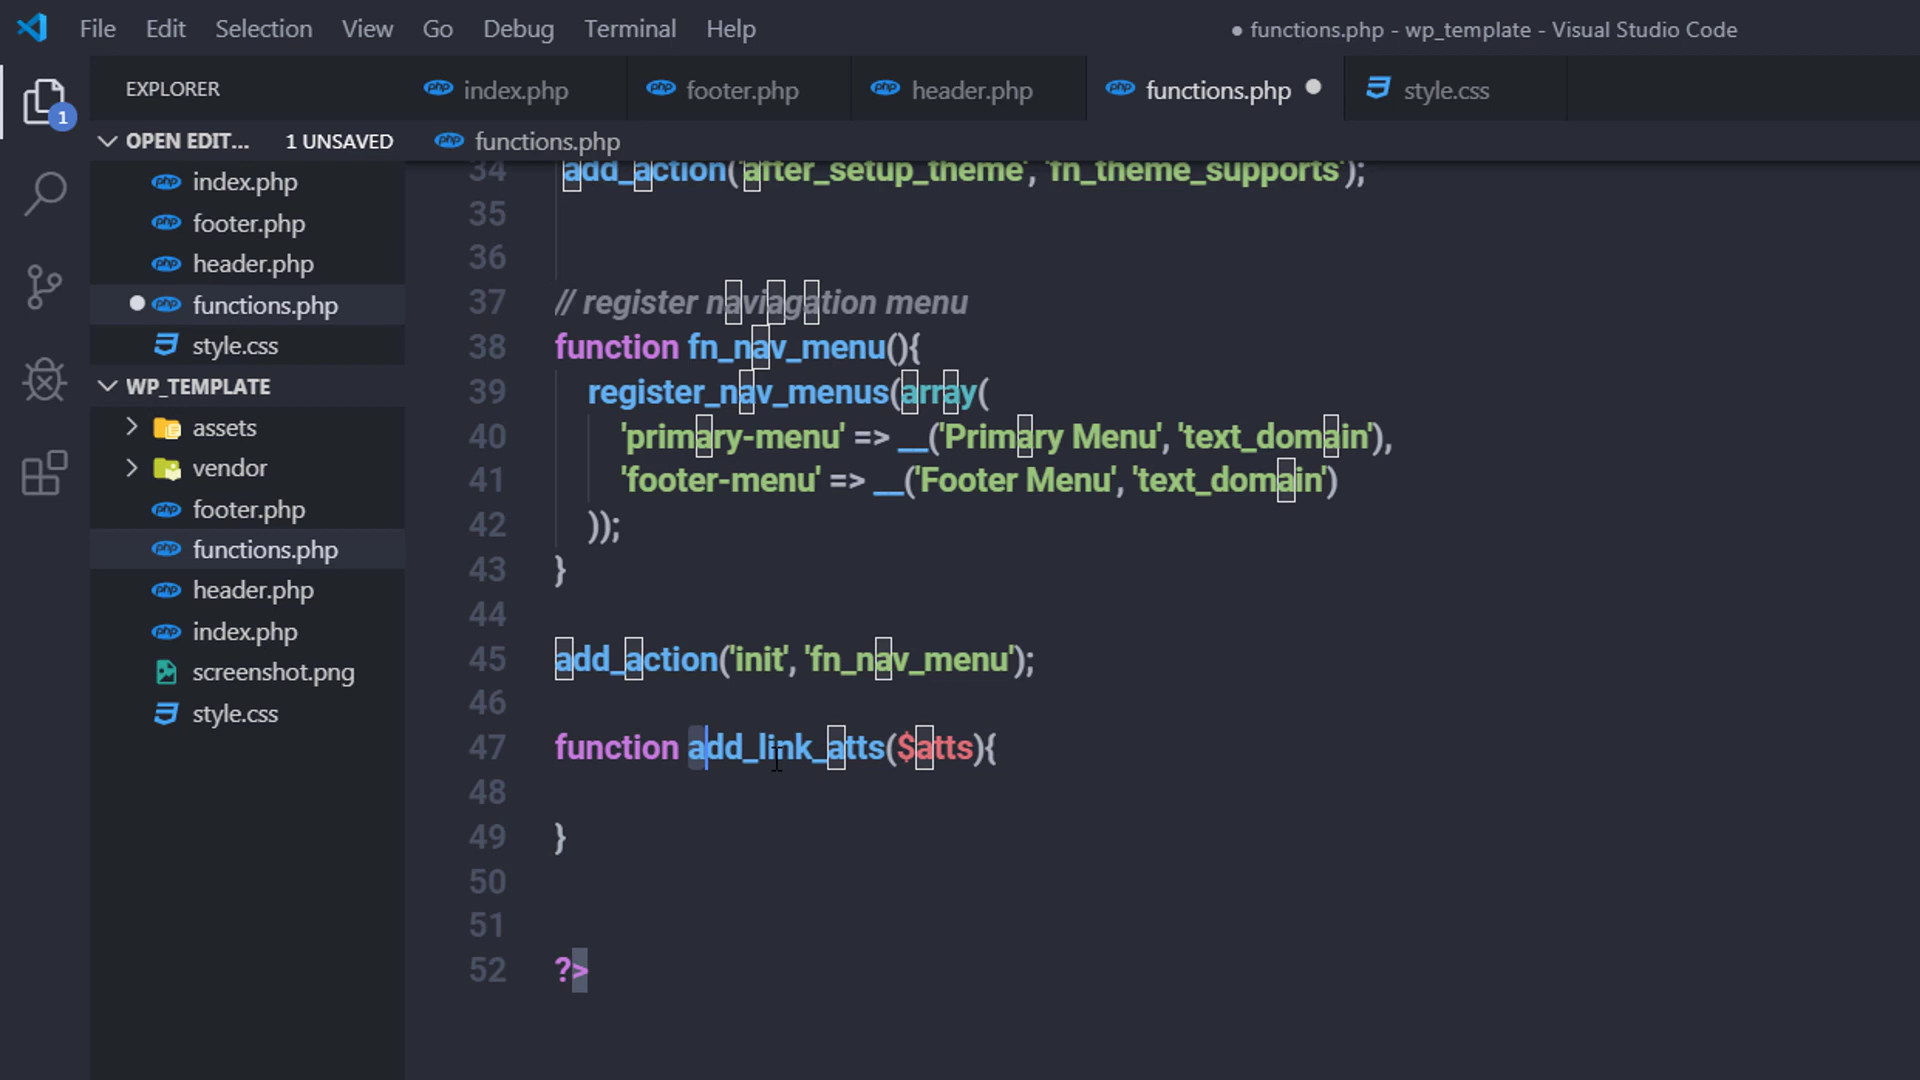 File Edit Selection View Go Debug Terminal Help
● functions.php - wp_template - Visual Studio Code
EXPLORER
index.php footer.php header.php functions.php style.css
1
OPEN EDIT... 1 UNSAVED
functions.php
index.php
footer.php
header.php
functions.php
style.css
WP_TEMPLATE
assets
vendor
footer.php
functions.php
header.php
index.php
screenshot.png
style.css
34 add_action('after_setup_theme', 'fn_theme_supports');
35
36
37 // register naviagation menu
38 function fn_nav_menu(){
39 register_nav_menus(array(
40 'primary-menu' => __('Primary Menu', 'text_domain'),
41 'footer-menu' => __('Footer Menu', 'text_domain')
42 ));
43 }
44
45 add_action('init', 'fn_nav_menu');
46
47 function add_link_atts($atts){
48
49 }
50
51
52 ?>